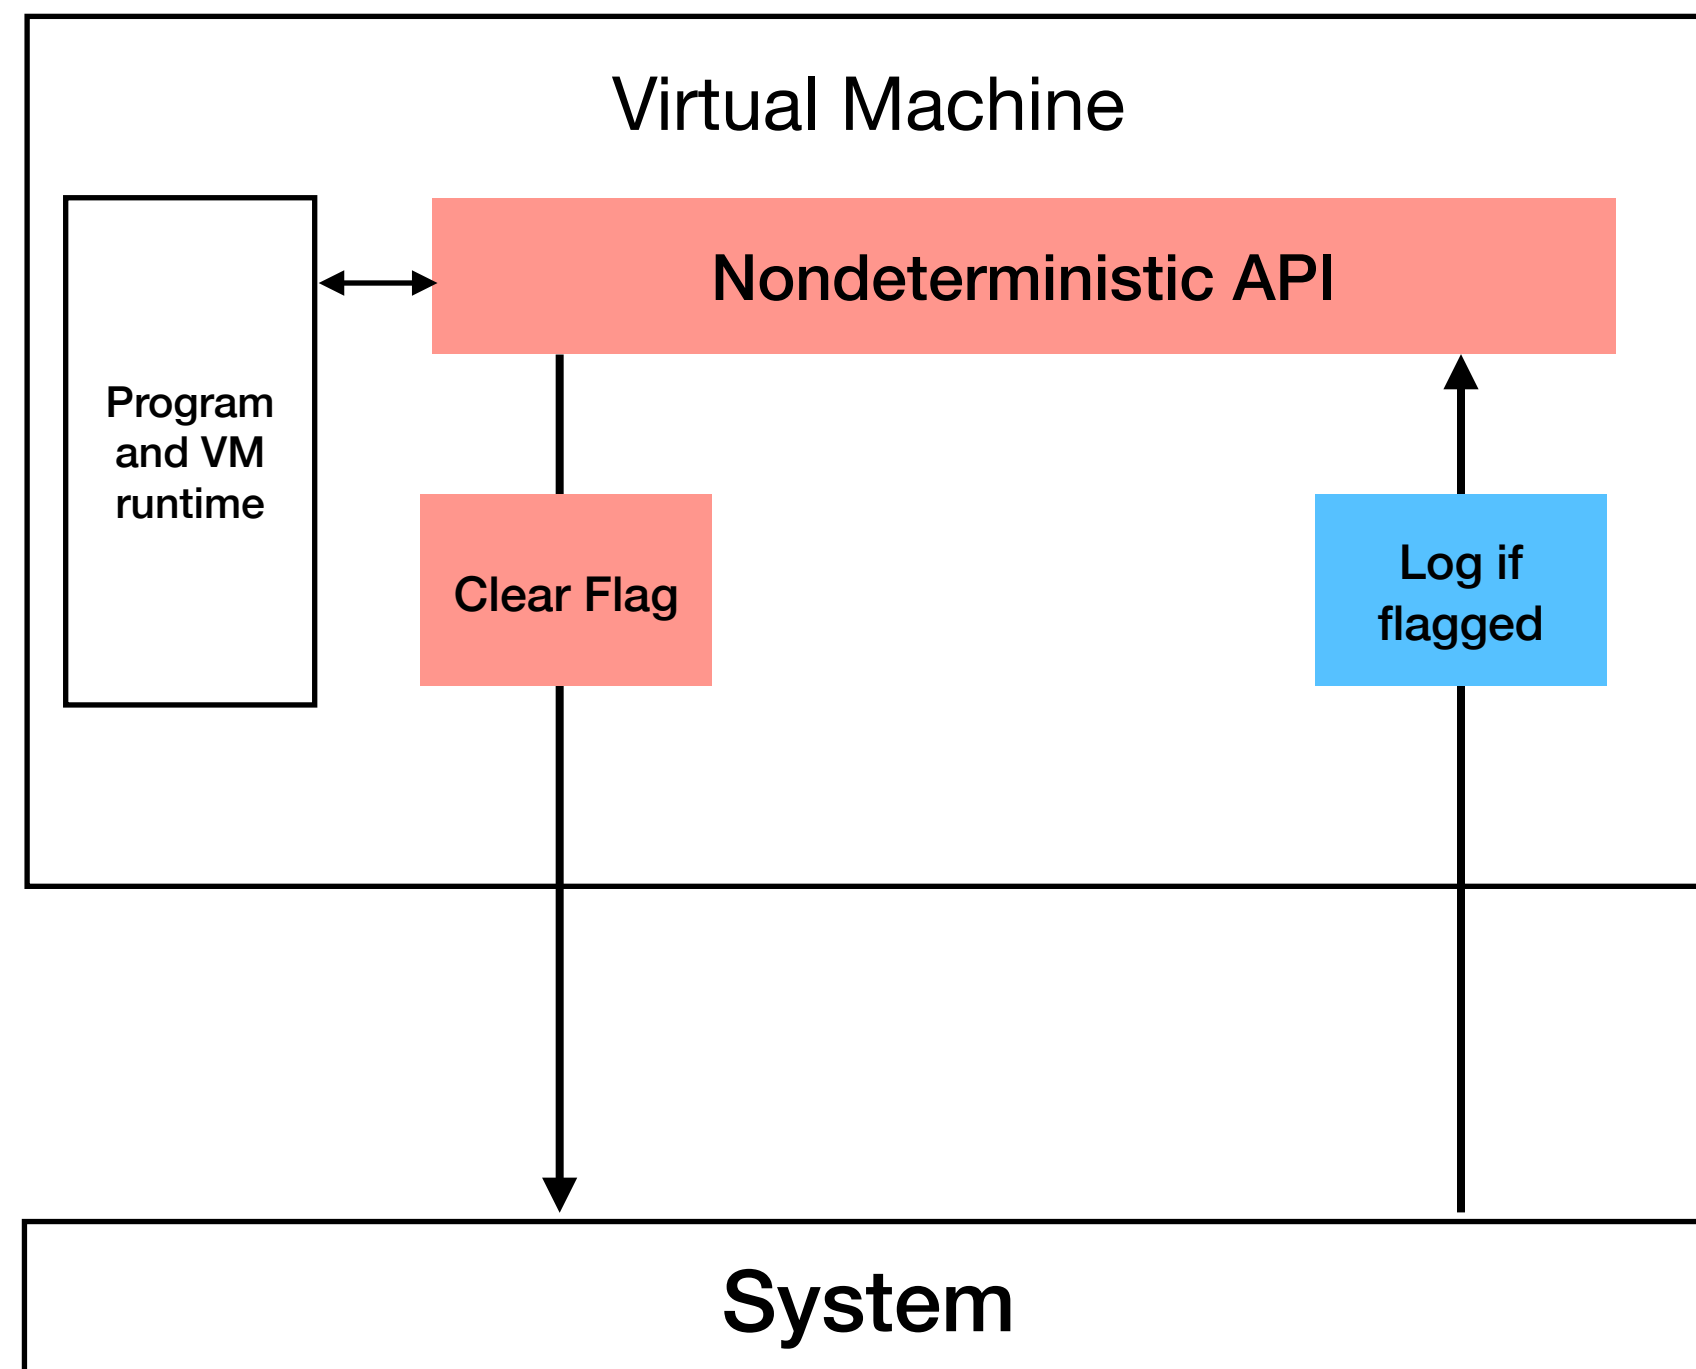 Virtual Machine
Nondeterministic API
Program
and VM
runtime
Clear Flag
Log if
flagged
System